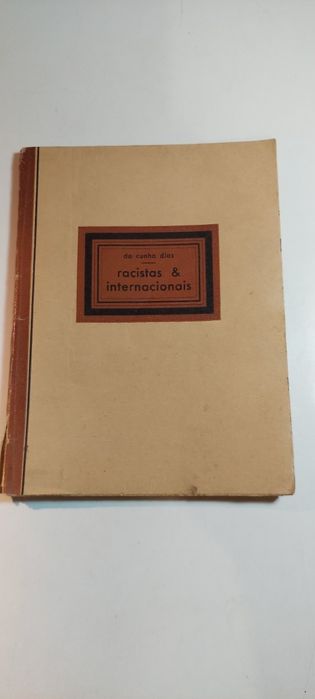 da cunha dias
racistas &
internacionais